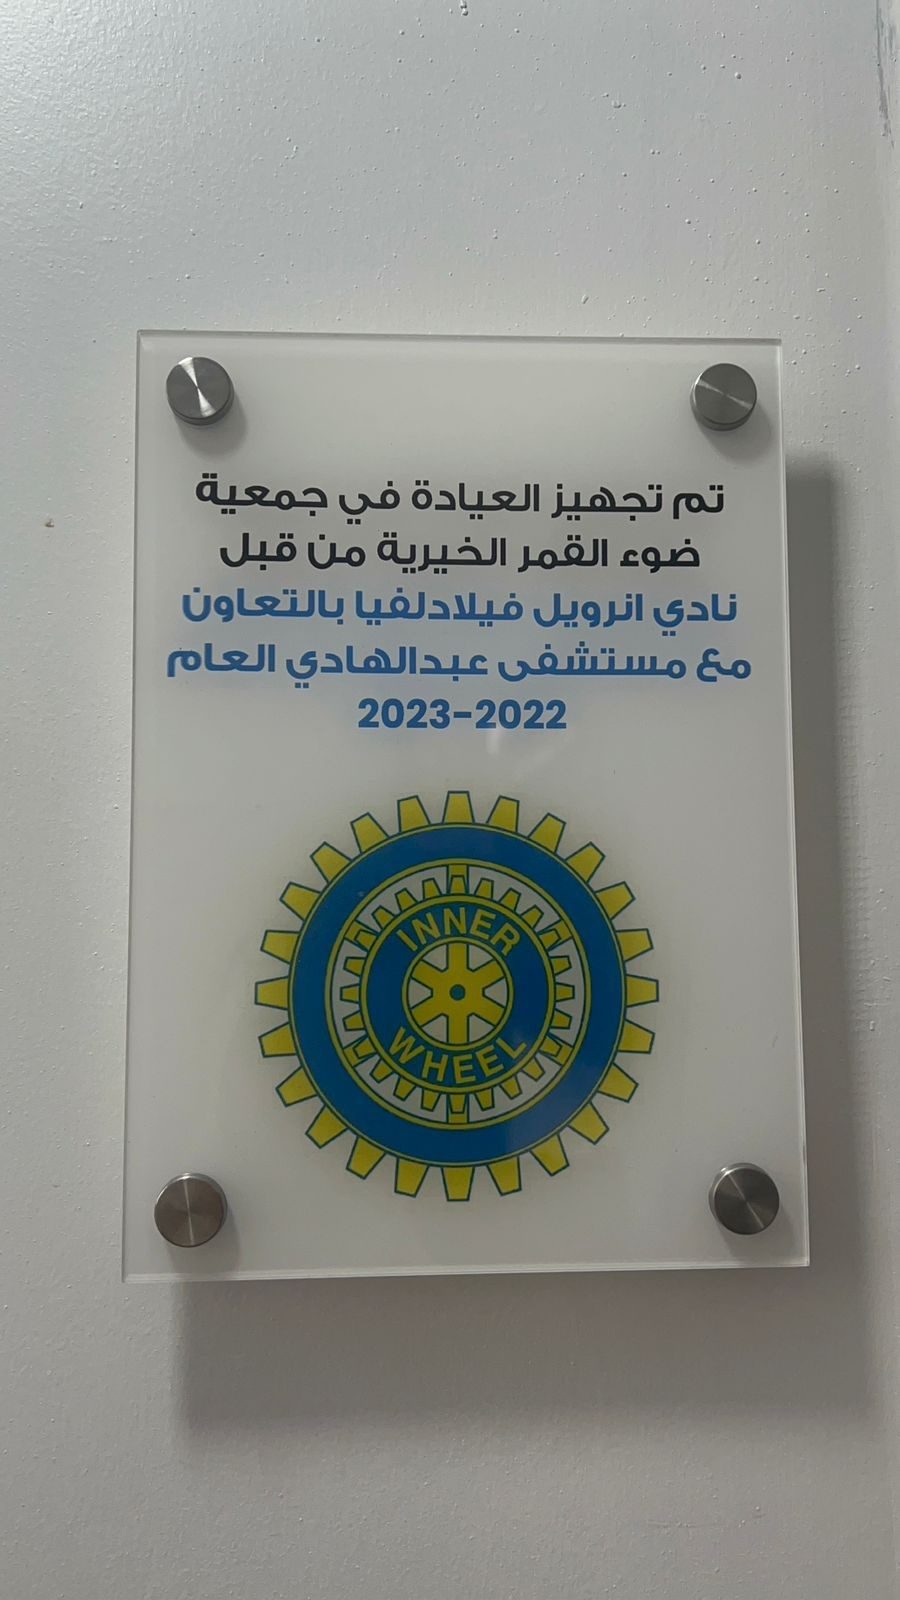 تم تجهيز العيادة في جمعية
ضوء القمر الخيرية من قبل
نادي انرويل فيلادلفيا بالتعاون
مع مستشفى عبدالهادي العام
2023-2022
INNER
WHEEL